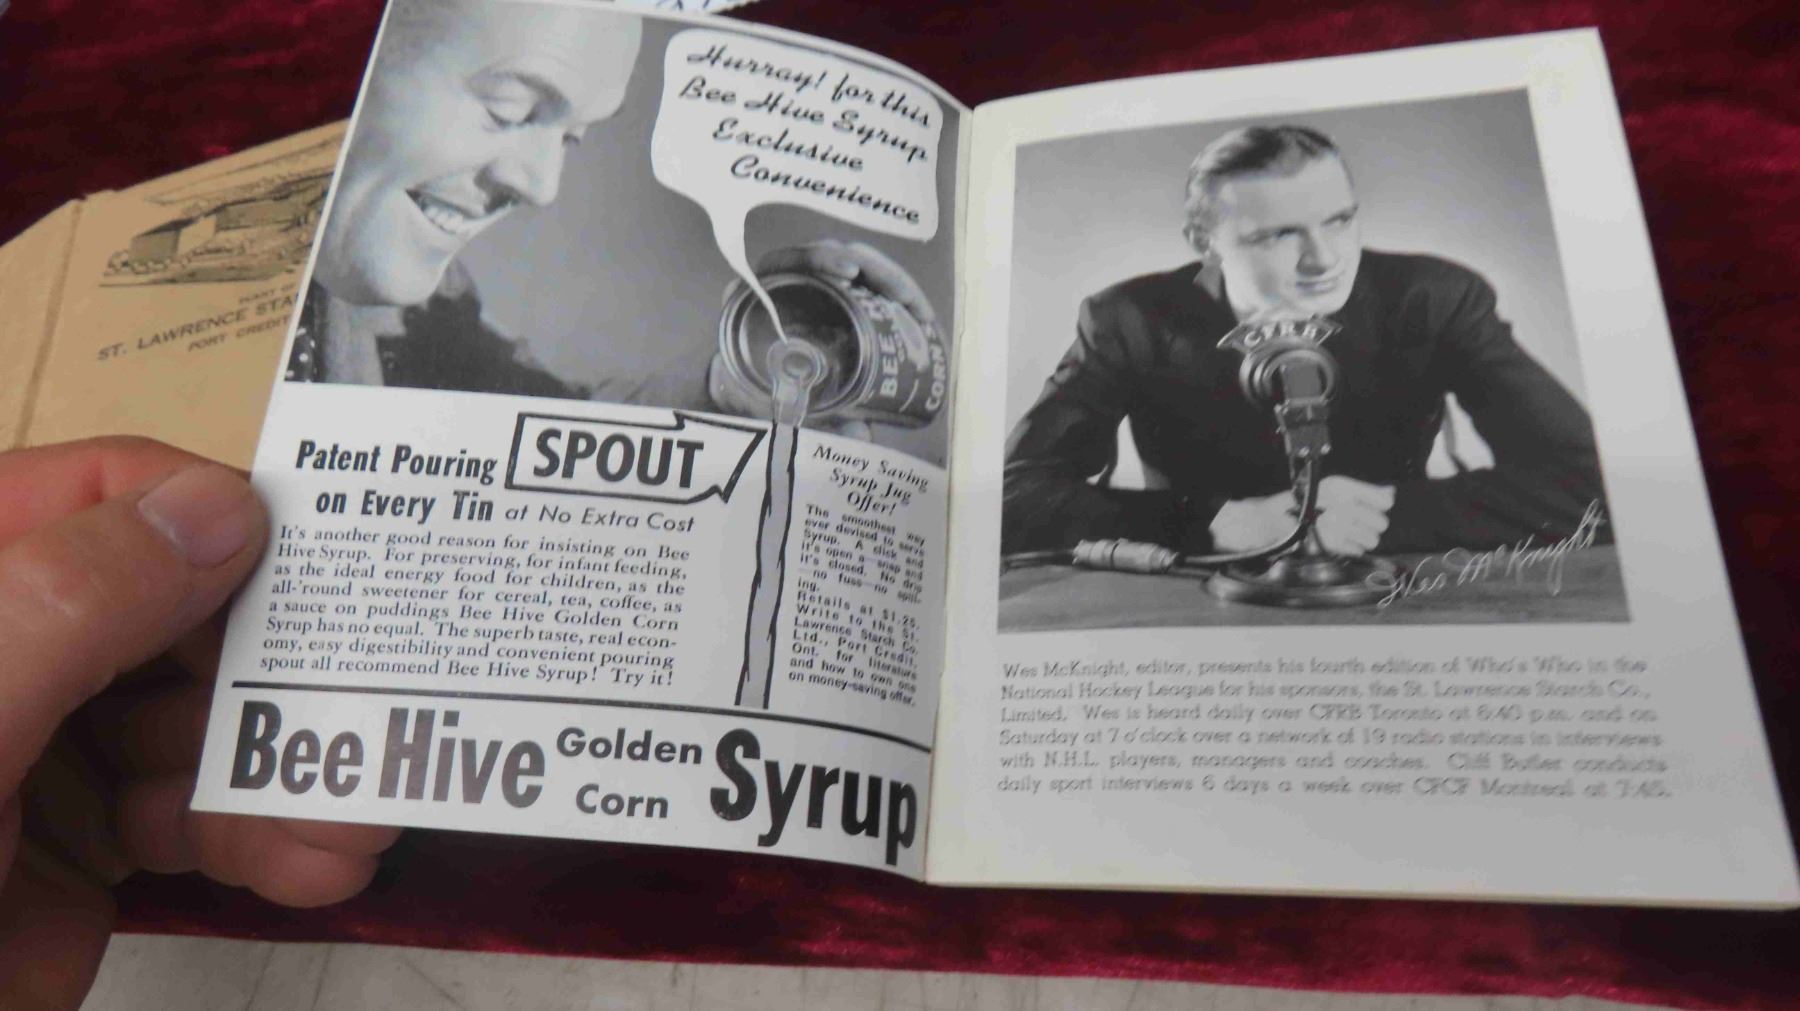 Hurray! for this
Bee Hive Syrup
Exclusive
Convenience
BEE
CORN S
PLANT OF
ST. LAWRENCE STA
PORT CREDIT
Patent Pouring SPOUT
on Every Tin at No Extra Cost
It's another good reason for insisting on Bee
Hive Syrup. For preserving, for infant feeding,
as the ideal energy food for children, as the
all-'round sweetener for cereal, tea, coffee, as
a sauce on puddings Bee Hive Golden Corn
Syrup has no equal. The superb taste, real econ-
omy, easy digestibility and convenient pouring
spout all recommend Bee Hive Syrup! Try it!
Money Saving
Syrup Jug
Offer!
The smoothest way
ever devised to serve
Syrup. A click and
it's open a snap and
it's closed. No drip
—no fuss—no spill-
ing.
Retails at $1.25.
Write to the St.
Lawrence Starch Co.
Ltd., Port Credit,
Ont. for literature
and how to own one
on money-saving offer.
Bee Hive Golden Corn Syrup
CFRB
Wes McKnight
Wes McKnight, editor, presents his fourth edition of Who's Who in the
National Hockey League for his sponsors, the St. Lawrence Starch Co.,
Limited. Wes is heard daily over CFRB Toronto at 6:40 p.m. and on
Saturday at 7 o'clock over a network of 19 radio stations in interviews
with N.H.L. players, managers and coaches. Cliff Butler conducts
daily sport interviews 6 days a week over CFCF Montreal at 7:45.